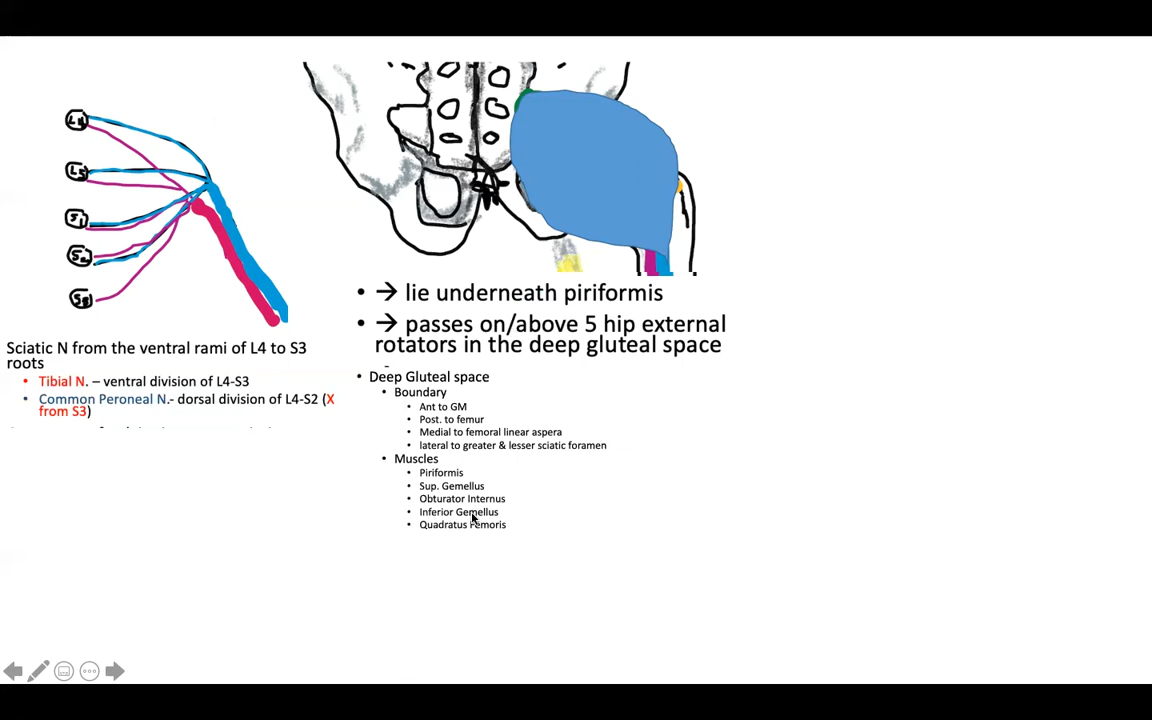 L4
L5
S1
S2
S3
Sciatic N from the ventral rami of L4 to S3
roots
• Tibial N. – ventral division of L4-S3
• Common Peroneal N.- dorsal division of L4-S2 (X
from S3)
• → lie underneath piriformis
• → passes on/above 5 hip external
rotators in the deep gluteal space
• Deep Gluteal space
• Boundary
• Ant to GM
• Post. to femur
• Medial to femoral linear aspera
• lateral to greater & lesser sciatic foramen
• Muscles
• Piriformis
• Sup. Gemellus
• Obturator Internus
• Inferior Gemellus
• Quadratus Femoris